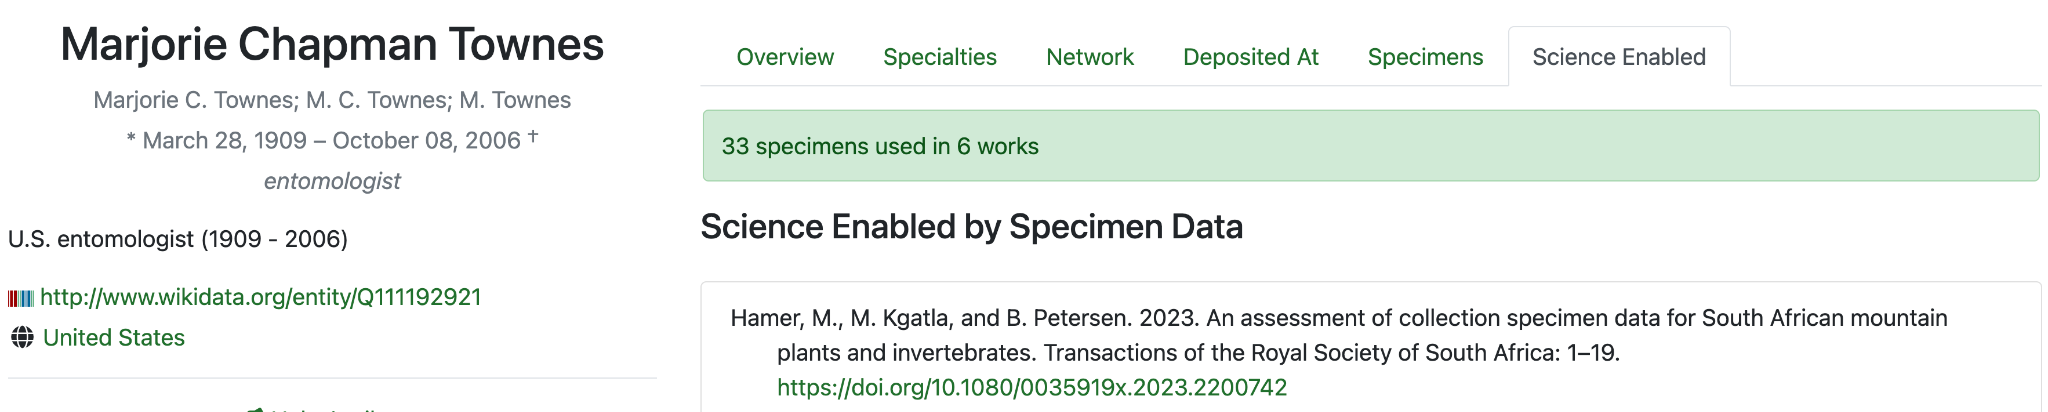 Marjorie Chapman Townes
Marjorie C. Townes; M. C. Townes; M. Townes
* March 28, 1909 – October 08, 2006 †
entomologist
U.S. entomologist (1909 - 2006)
http://www.wikidata.org/entity/Q111192921
United States
Overview Specialties Network Deposited At Specimens Science Enabled
33 specimens used in 6 works
Science Enabled by Specimen Data
Hamer, M., M. Kgatla, and B. Petersen. 2023. An assessment of collection specimen data for South African mountain
plants and invertebrates. Transactions of the Royal Society of South Africa: 1–19.
https://doi.org/10.1080/0035919x.2023.2200742